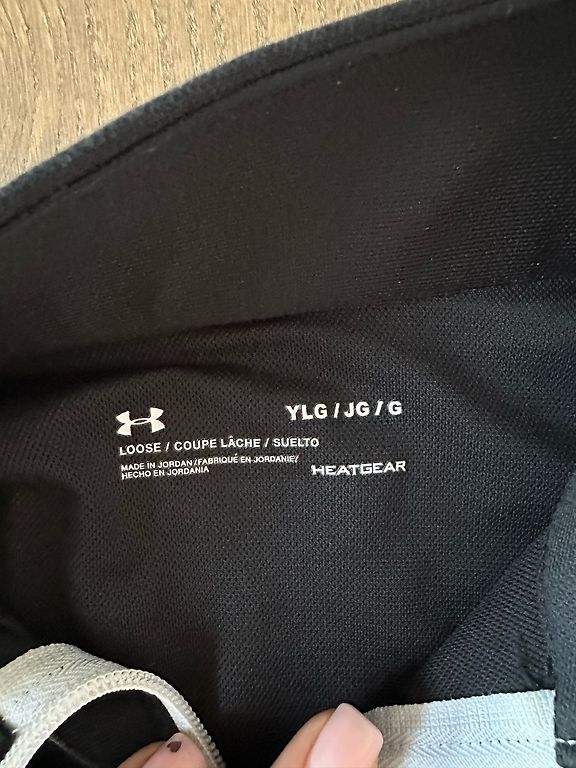 YLG / JG / G
LOOSE / COUPE LÂCHE / SUELTO
MADE IN JORDAN / FABRIQUÉ EN JORDANIE /
HECHO EN JORDANIA
HEATGEAR